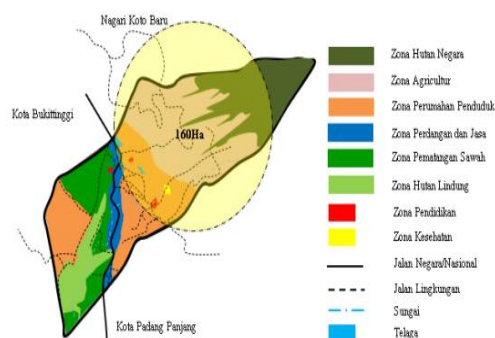 Nagari Koto Baru
Kota Bukittinggi
160Ha
Kota Padang Panjang
Zona Hutan Negara
Zona Agricultur
Zona Perumahan Penduduk
Zona Perdangan dan Jasa
Zona Pematangan Sawah
Zona Hutan Lindung
Zona Pendidikan
Zona Kesehatan
Jalan Negara/Nasional
Jalan Lingkungan
Sungai
Telaga